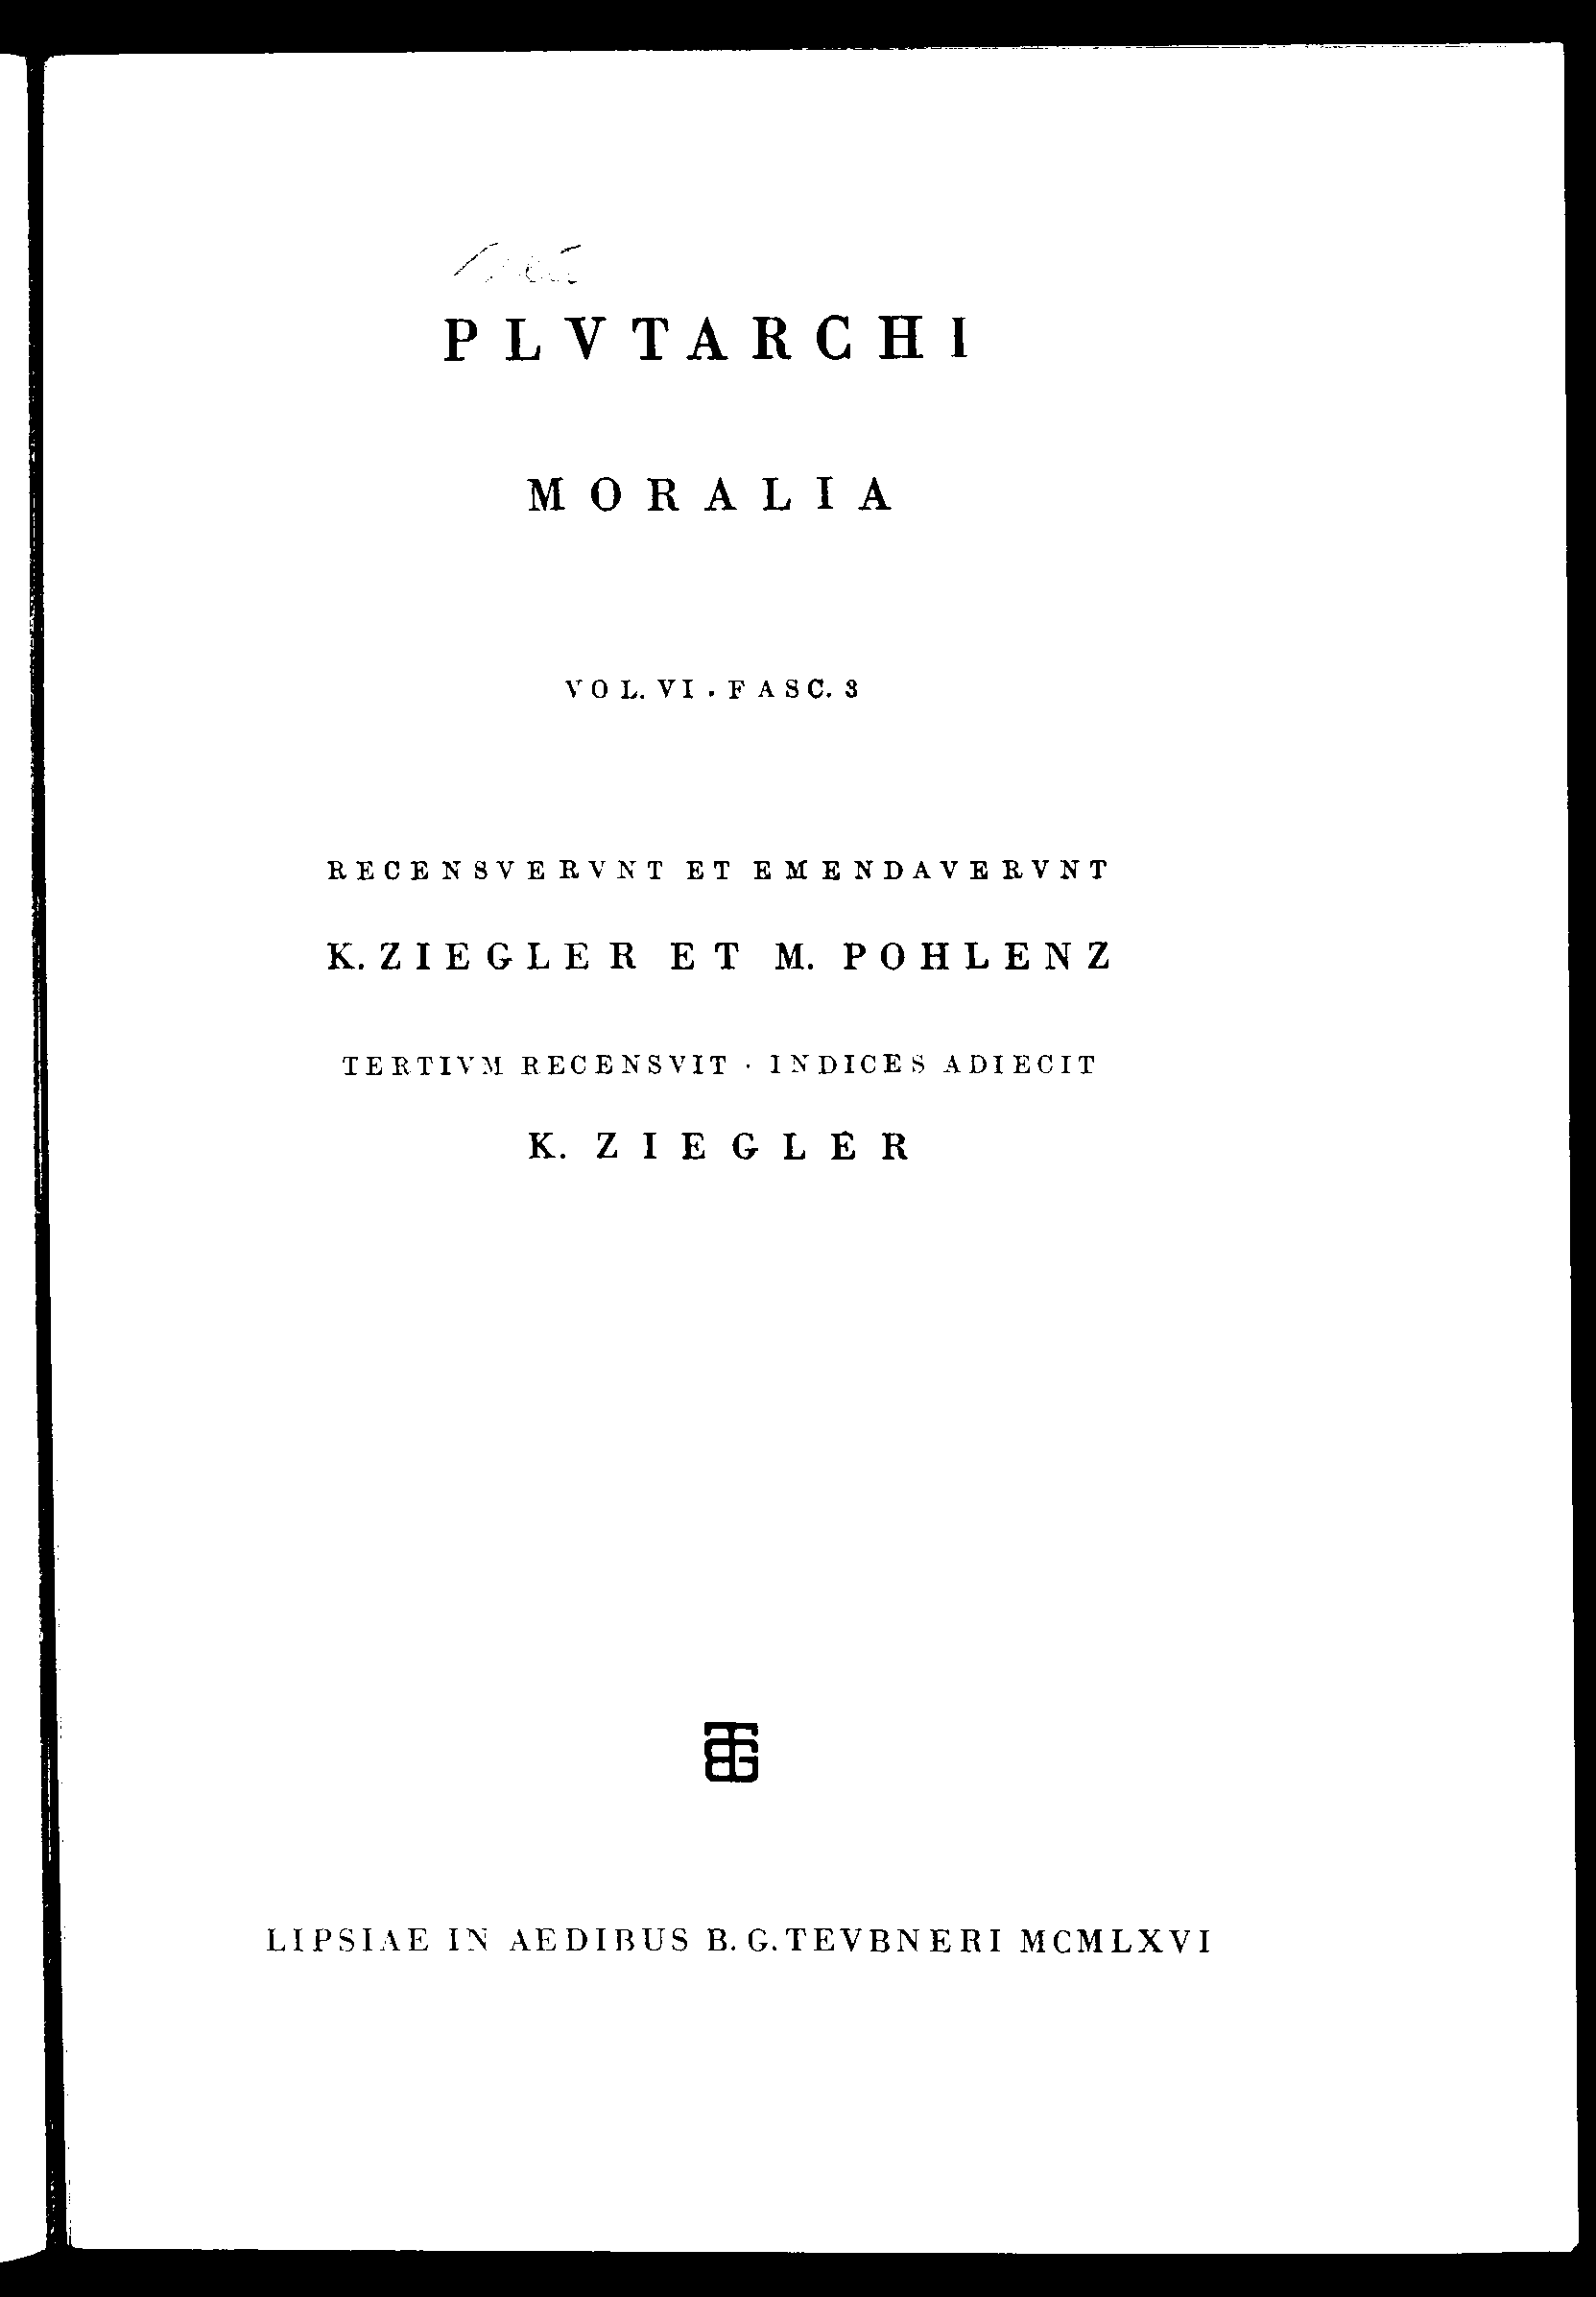 PLVTARCHI
MORALIA
VOL. VI · FASC. 3
RECENSVERVNT ET EMENDAVERVNT
K. ZIEGLER ET M. POHLENZ
TERTIVM RECENSVIT · INDICES ADIECIT
K. ZIEGLER
LIPSIAE IN AEDIBUS B. G. TEVBNERI MCMLXVI